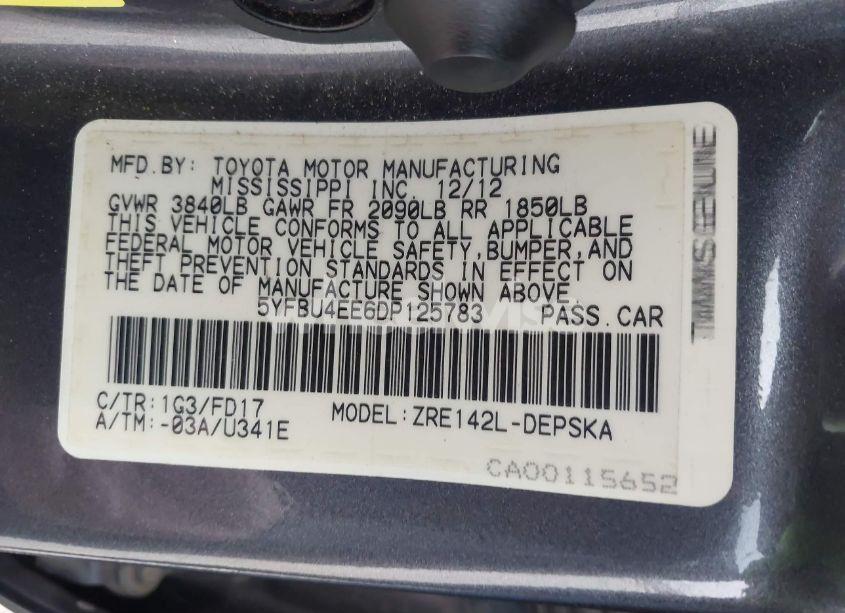 MFD.BY: TOYOTA MOTOR MANUFACTURING
MISSISSIPPI INC. 12/12
GVWR 3840LB GAWR FR 2090LB RR 1850LB
THIS VEHICLE CONFORMS TO ALL APPLICABLE
FEDERAL MOTOR VEHICLE SAFETY,BUMPER,AND
THEFT PREVENTION STANDARDS IN EFFECT ON
THE DATE OF MANUFACTURE SHOWN ABOVE.
5YFBU4EE6DP125783 PASS.CAR
C/TR:1G3/FD17
A/TM:-03A/U341E
MODEL:ZRE142L-DEPSKA
CA00115652